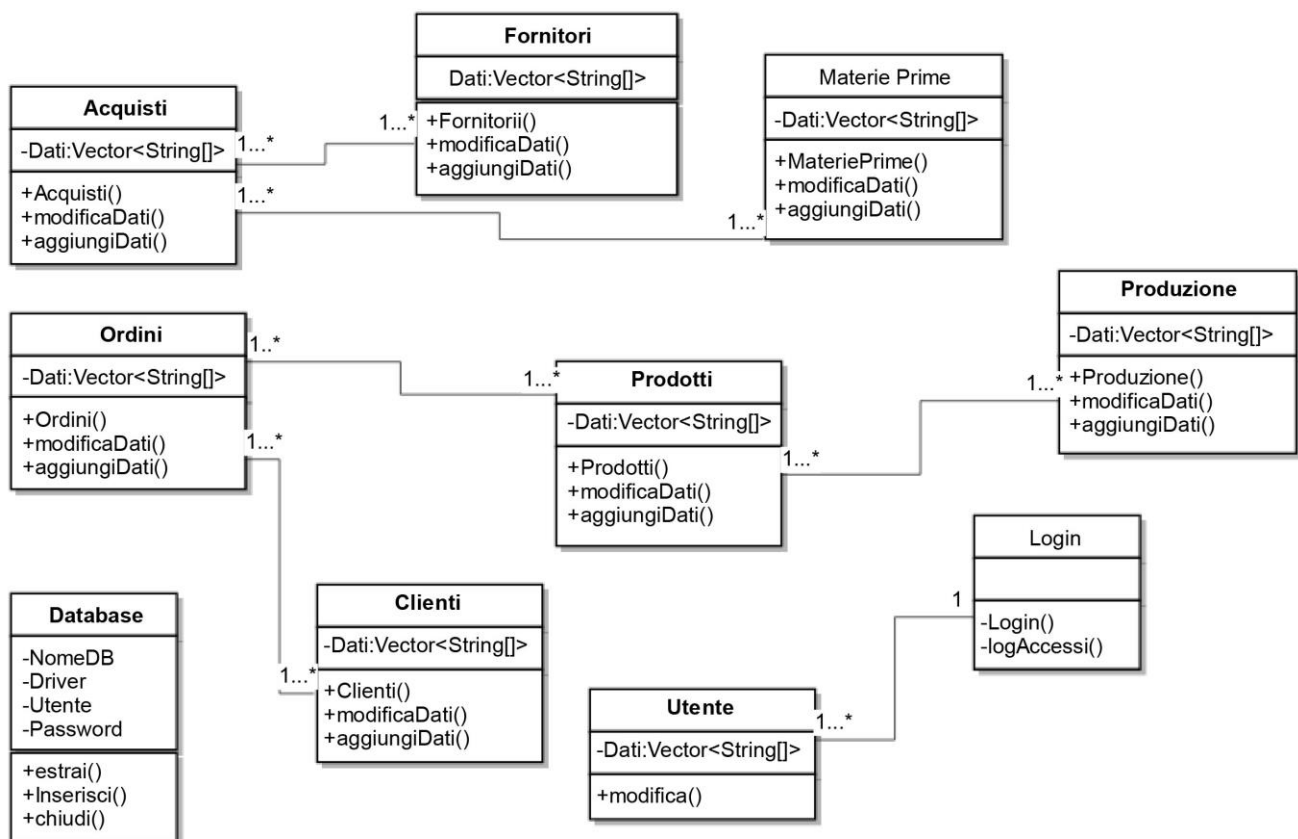 Fornitori
Dati:Vector<String[]>
+Fornitorii()
+modificaDati()
+aggiungiDati()
Materie Prime
-Dati:Vector<String[]>
+MateriePrime()
+modificaDati()
+aggiungiDati()
Acquisti
-Dati:Vector<String[]>
+Acquisti()
+modificaDati()
+aggiungiDati()
1...*
1...*
1...*
1...*
Produzione
-Dati:Vector<String[]>
+Produzione()
+modificaDati()
+aggiungiDati()
Ordini
-Dati:Vector<String[]>
+Ordini()
+modificaDati()
+aggiungiDati()
1..*
1...*
1...*
Prodotti
-Dati:Vector<String[]>
+Prodotti()
+modificaDati()
+aggiungiDati()
1...*
1...*
Login
-Login()
-logAccessi()
1
Database
-NomeDB
-Driver
-Utente
-Password
+estrai()
+Inserisci()
+chiudi()
Clienti
-Dati:Vector<String[]>
+Clienti()
+modificaDati()
+aggiungiDati()
1...*
Utente
-Dati:Vector<String[]>
+modifica()
1...*